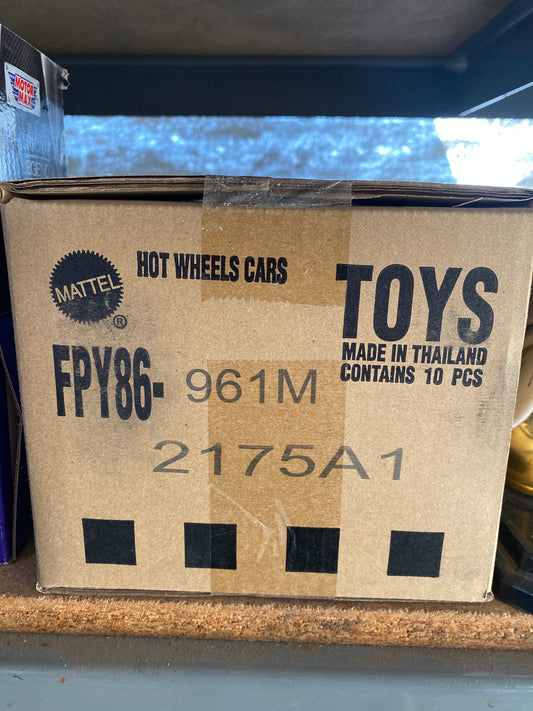 MOTOR
MAX
MATTEL
®
HOT WHEELS CARS
TOYS
MADE IN THAILAND
CONTAINS 10 PCS
FPY86-961M
2175A1